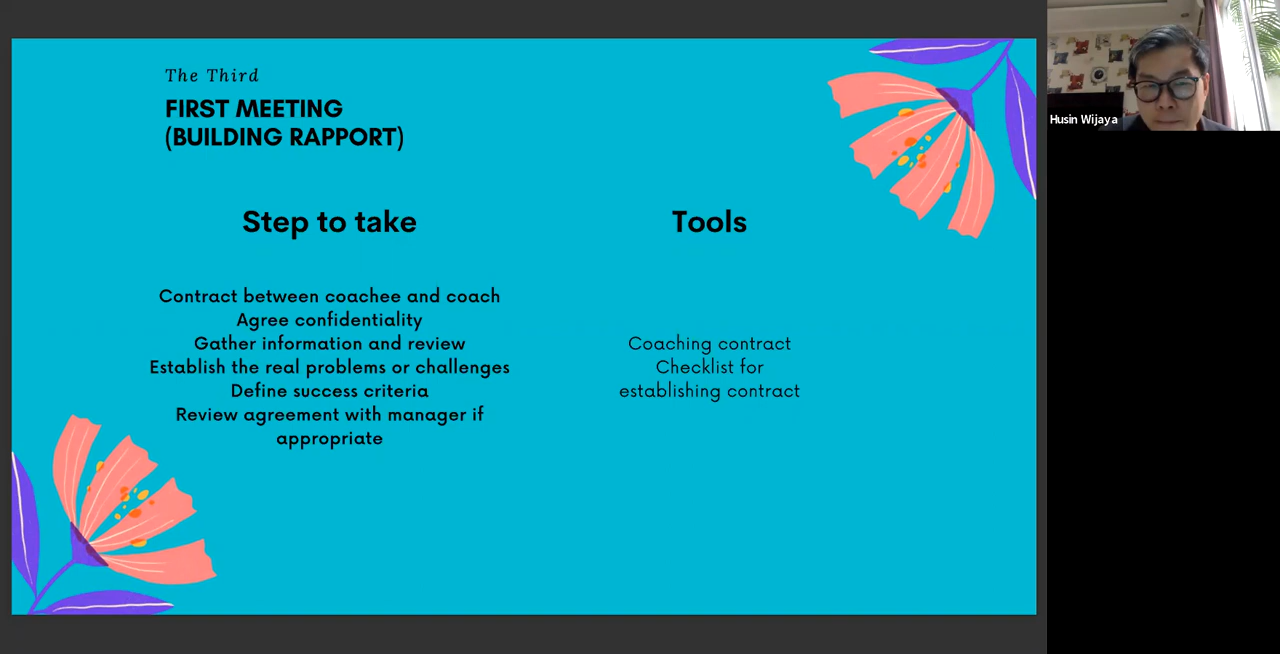 The Third
FIRST MEETING
(BUILDING RAPPORT)
Step to take
Contract between coachee and coach
Agree confidentiality
Gather information and review
Establish the real problems or challenges
Define success criteria
Review agreement with manager if
appropriate
Tools
Coaching contract
Checklist for
establishing contract
Husin Wijaya